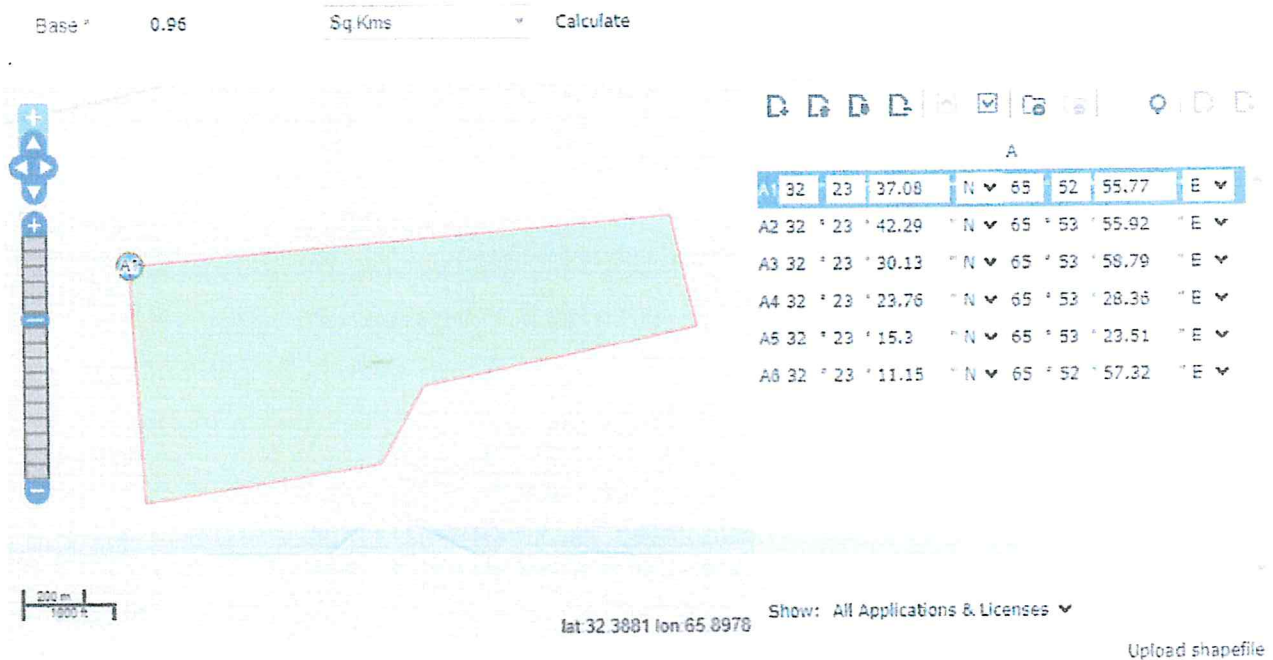 Base * 0.96 Sq Kms Calculate
A
A1 32 ° 23 ' 37.08 " N 65 ° 52 ' 55.77 " E
A2 32 ° 23 ' 42.29 " N 65 ° 53 ' 55.92 " E
A3 32 ° 23 ' 30.13 " N 65 ° 53 ' 58.79 " E
A4 32 ° 23 ' 23.76 " N 65 ° 53 ' 28.36 " E
A5 32 ° 23 ' 15.3 " N 65 ° 53 ' 23.51 " E
A6 32 ° 23 ' 11.15 " N 65 ° 52 ' 57.32 " E
A1
200 m
1000 ft
lat:32.3881 lon:65.8978
Show: All Applications & Licenses
Upload shapefile